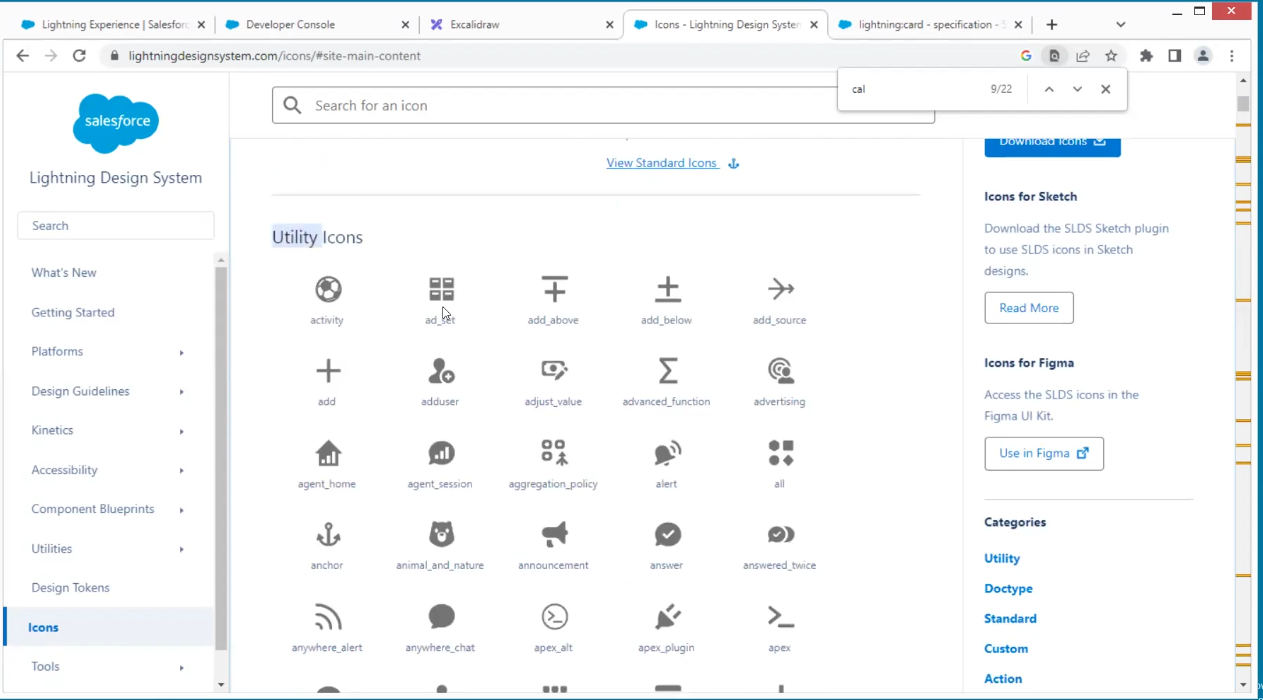 Lightning Experience | Salesforc
Developer Console
Excalidraw
Icons - Lightning Design System
lightning:card - specification - S
lightningdesignsystem.com/icons/#site-main-content
cal
9/22
salesforce
Lightning Design System
Search
What's New
Getting Started
Platforms
Design Guidelines
Kinetics
Accessibility
Component Blueprints
Utilities
Design Tokens
Icons
Tools
Search for an icon
View Standard Icons
Utility Icons
activity
ad_set
add_above
add_below
add_source
add
adduser
adjust_value
advanced_function
advertising
agent_home
agent_session
aggregation_policy
alert
all
anchor
animal_and_nature
announcement
answer
answered_twice
anywhere_alert
anywhere_chat
apex_alt
apex_plugin
apex
Download Icons
Icons for Sketch
Download the SLDS Sketch plugin
to use SLDS icons in Sketch
designs.
Read More
Icons for Figma
Access the SLDS icons in the
Figma UI Kit.
Use in Figma
Categories
Utility
Doctype
Standard
Custom
Action